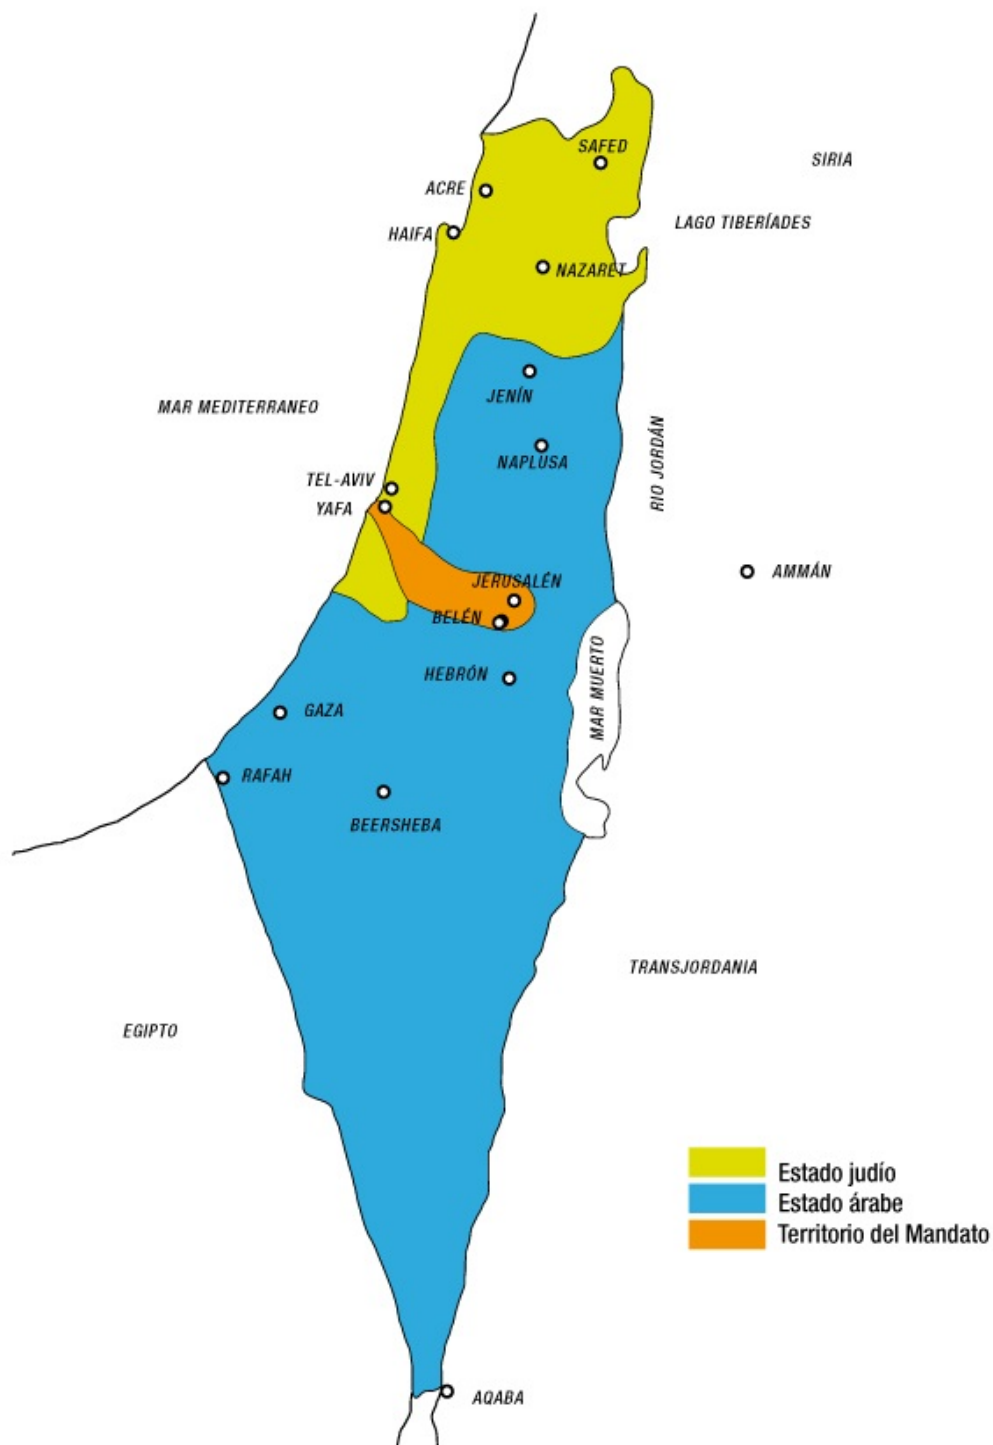 SAFED
SIRIA
ACRE
LAGO TIBERÍADES
HAIFA
NAZARET
JENÍN
MAR MEDITERRANEO
RIO JORDÁN
NAPLUSA
TEL-AVIV
YAFA
AMMÁN
JERUSALÉN
BELÉN
HEBRÓN
MAR MUERTO
GAZA
RAFAH
BEERSHEBA
TRANSJORDANIA
EGIPTO
Estado judío
Estado árabe
Territorio del Mandato
AQABA